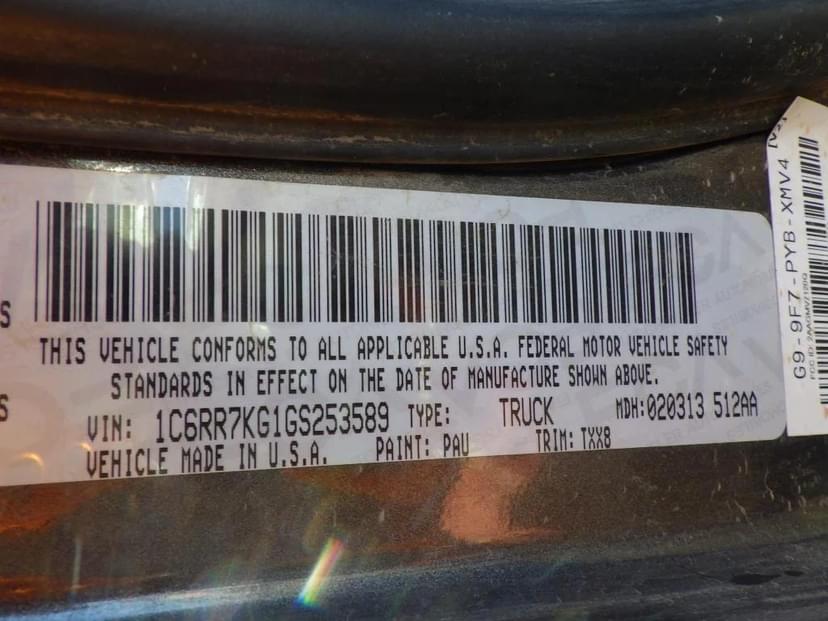 THIS VEHICLE CONFORMS TO ALL APPLICABLE U.S.A. FEDERAL MOTOR VEHICLE SAFETY
STANDARDS IN EFFECT ON THE DATE OF MANUFACTURE SHOWN ABOVE.
VIN: 1C6RR7KG1GS253589 TYPE: TRUCK MDH:020313 512AA
VEHICLE MADE IN U.S.A. PAINT: PAU TRIM: TXX8
G9-9F7-PYB-XMV4